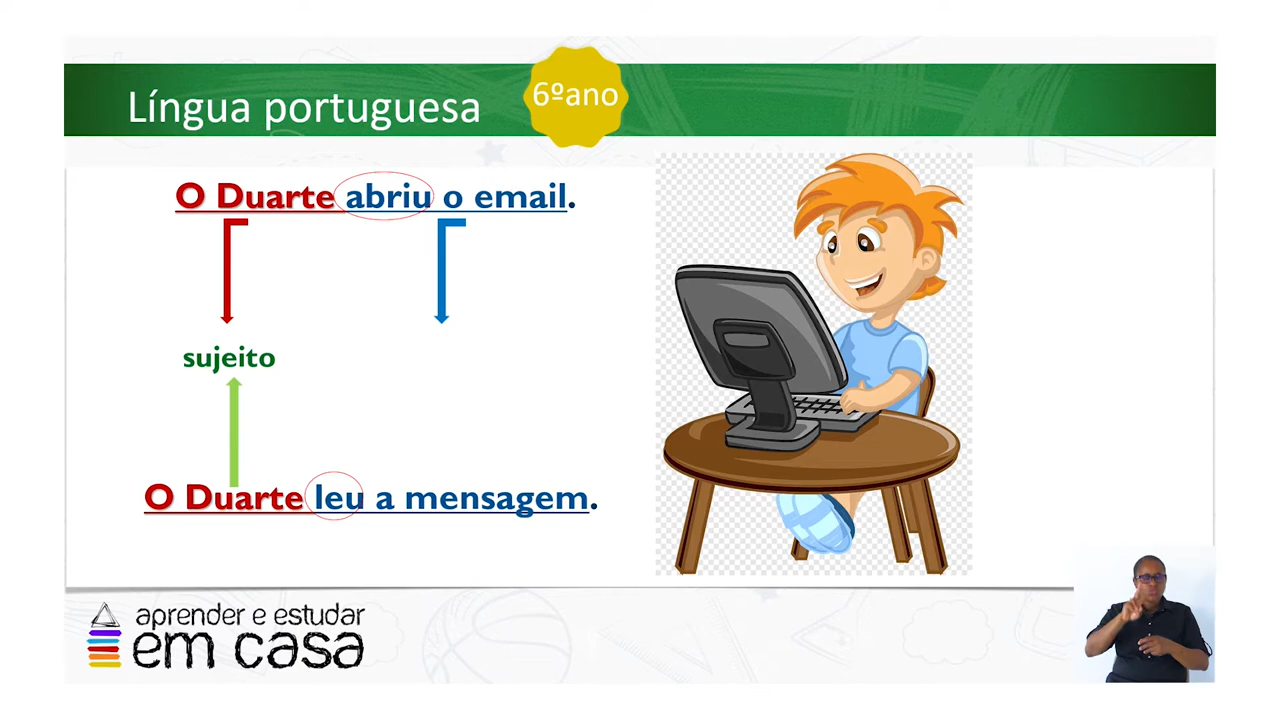 Língua portuguesa
6ºano
O Duarte abriu o email.
sujeito
O Duarte leu a mensagem.
aprender e estudar
em casa